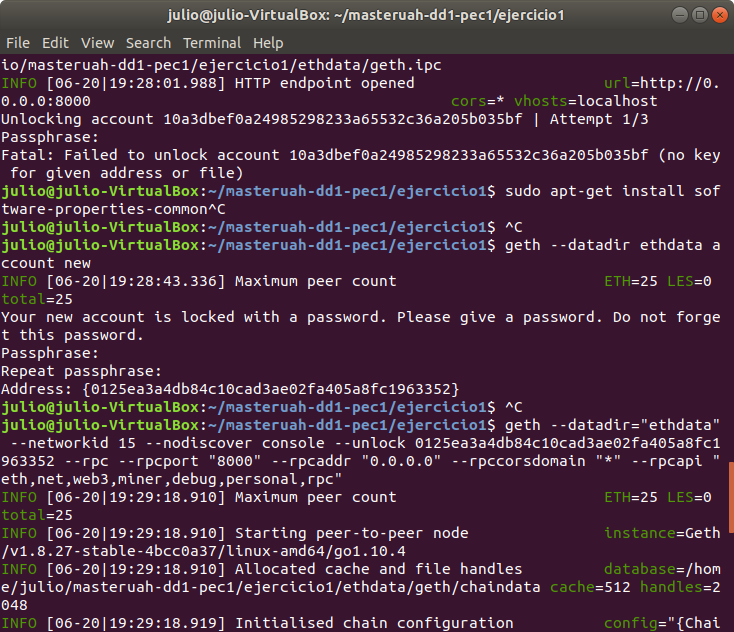 julio@julio-VirtualBox: ~/masteruah-dd1-pec1/ejercicio1
File Edit View Search Terminal Help
io/masteruah-dd1-pec1/ejercicio1/ethdata/geth.ipc
INFO [06-20|19:28:01.988] HTTP endpoint opened url=http://0.
0.0.0:8000 cors=* vhosts=localhost
Unlocking account 10a3dbef0a24985298233a65532c36a205b035bf | Attempt 1/3
Passphrase:
Fatal: Failed to unlock account 10a3dbef0a24985298233a65532c36a205b035bf (no key
 for given address or file)
julio@julio-VirtualBox:~/masteruah-dd1-pec1/ejercicio1$ sudo apt-get install sof
tware-properties-common^C
julio@julio-VirtualBox:~/masteruah-dd1-pec1/ejercicio1$ ^C
julio@julio-VirtualBox:~/masteruah-dd1-pec1/ejercicio1$ geth --datadir ethdata a
ccount new
INFO [06-20|19:28:43.336] Maximum peer count ETH=25 LES=0
total=25
Your new account is locked with a password. Please give a password. Do not forge
t this password.
Passphrase:
Repeat passphrase:
Address: {0125ea3a4db84c10cad3ae02fa405a8fc1963352}
julio@julio-VirtualBox:~/masteruah-dd1-pec1/ejercicio1$ ^C
julio@julio-VirtualBox:~/masteruah-dd1-pec1/ejercicio1$ geth --datadir="ethdata"
 --networkid 15 --nodiscover console --unlock 0125ea3a4db84c10cad3ae02fa405a8fc1
963352 --rpc --rpcport "8000" --rpcaddr "0.0.0.0" --rpccorsdomain "*" --rpcapi "
eth,net,web3,miner,debug,personal,rpc"
INFO [06-20|19:29:18.910] Maximum peer count ETH=25 LES=0
total=25
INFO [06-20|19:29:18.910] Starting peer-to-peer node instance=Geth
/v1.8.27-stable-4bcc0a37/linux-amd64/go1.10.4
INFO [06-20|19:29:18.910] Allocated cache and file handles database=/hom
e/julio/masteruah-dd1-pec1/ejercicio1/ethdata/geth/chaindata cache=512 handles=2
048
INFO [06-20|19:29:18.919] Initialised chain configuration config="{Chai